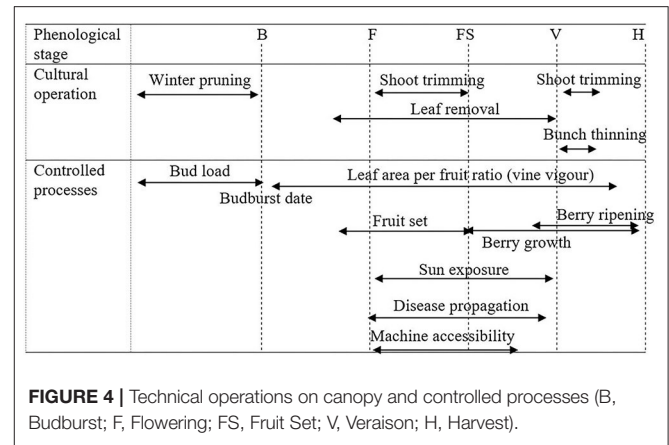 Phenological B F FS V H
stage
Cultural Winter pruning Shoot trimming Shoot trimming
operation
Leaf removal
Bunch thinning
Controlled Bud load Leaf area per fruit ratio (vine vigour)
processes
Budburst date
Fruit set Berry ripening
Berry growth
Sun exposure
Disease propagation
Machine accessibility
FIGURE 4 | Technical operations on canopy and controlled processes (B,
Budburst; F, Flowering; FS, Fruit Set; V, Veraison; H, Harvest).